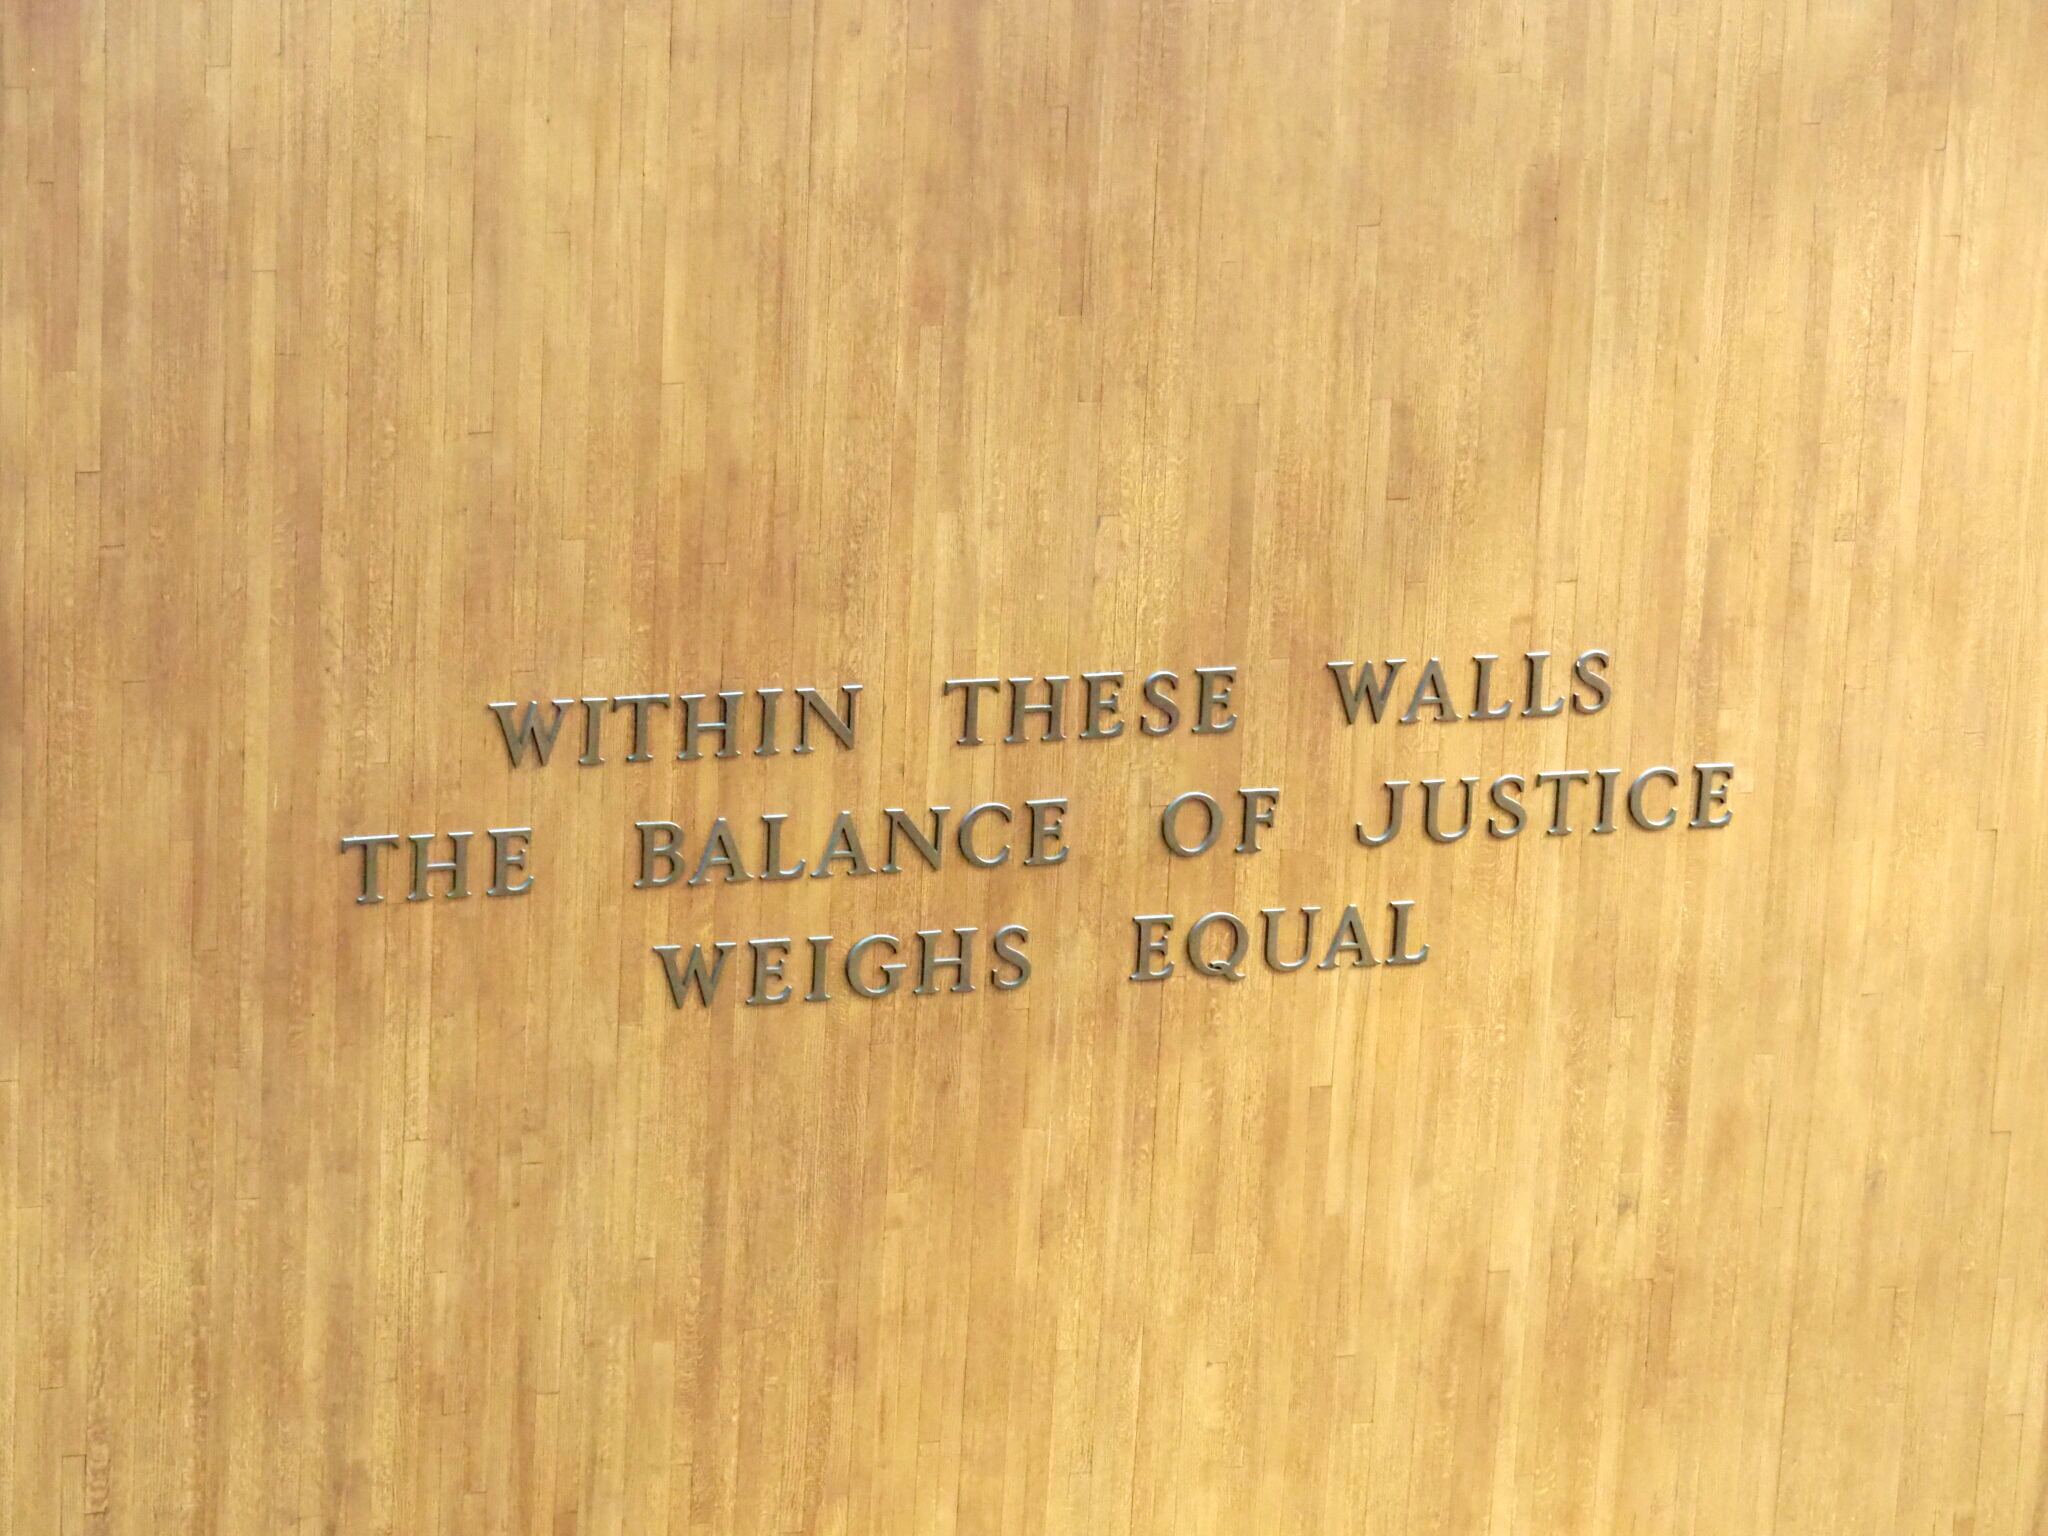 WITHIN THESE WALLS
THE BALANCE OF JUSTICE
WEIGHS EQUAL